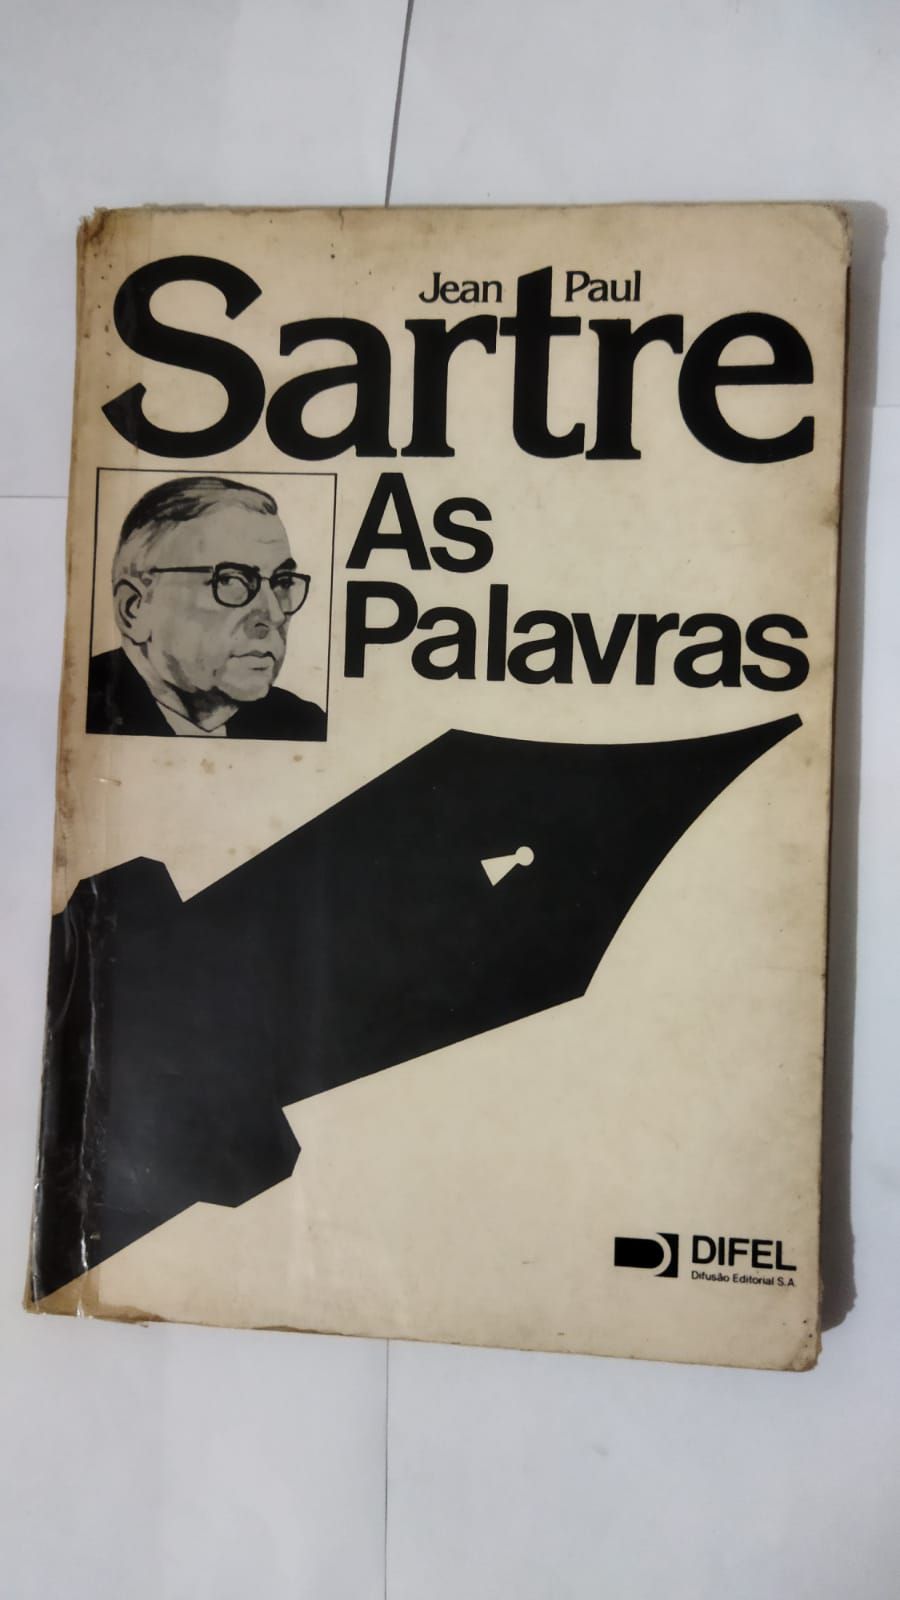 Jean Paul
Sartre
As
Palavras
DIFEL
Difusão Editorial S.A.